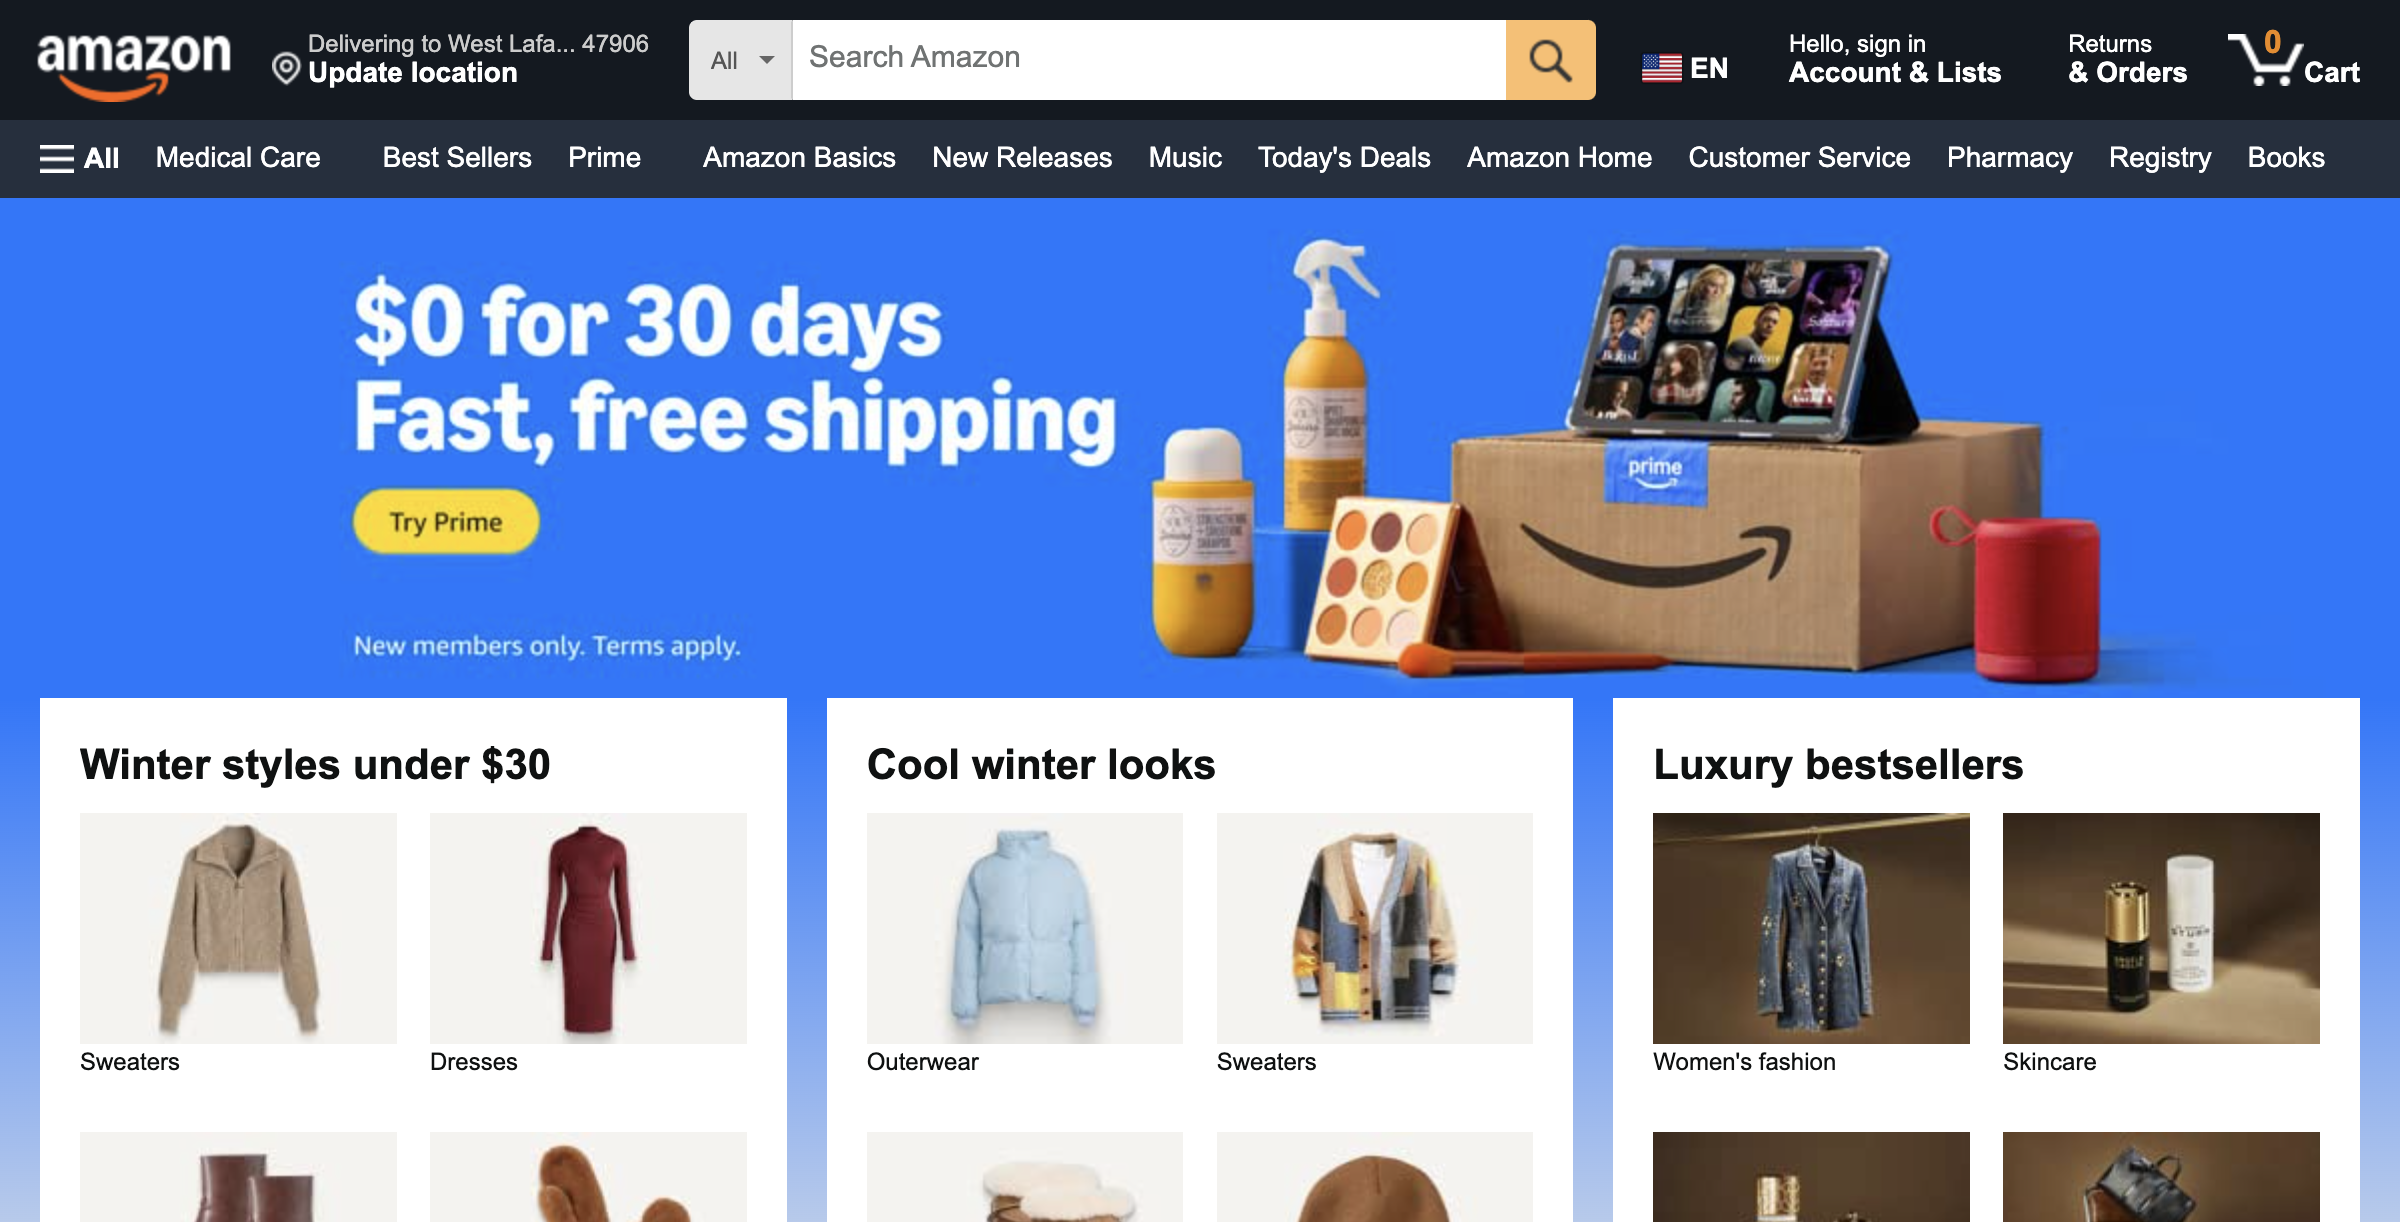 amazon
Delivering to West Lafa... 47906
Update location
All
Search Amazon
EN
Hello, sign in
Account & Lists
Returns
& Orders
0
Cart
All
Medical Care
Best Sellers
Prime
Amazon Basics
New Releases
Music
Today's Deals
Amazon Home
Customer Service
Pharmacy
Registry
Books
$0 for 30 days
Fast, free shipping
Try Prime
New members only. Terms apply.
prime
Winter styles under $30
Sweaters
Dresses
Cool winter looks
Outerwear
Sweaters
Luxury bestsellers
Women's fashion
Skincare